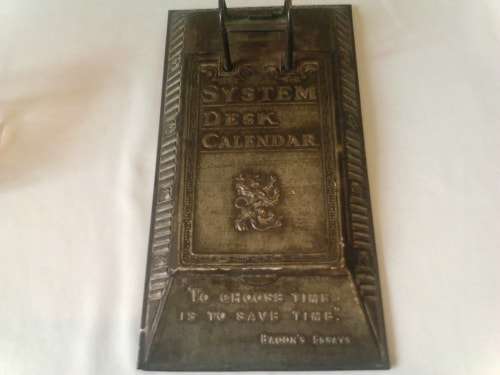 SYSTEM
DESK
CALENDAR
"TO CHOOSE TIME
IS TO SAVE TIME".
BACON'S ESSAYS